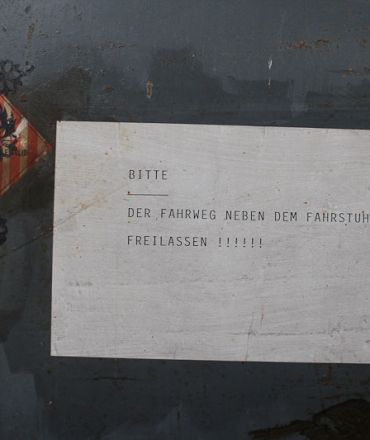 BITTE
DER FAHRWEG NEBEN DEM FAHRSTUH
FREILASSEN !!!!!!